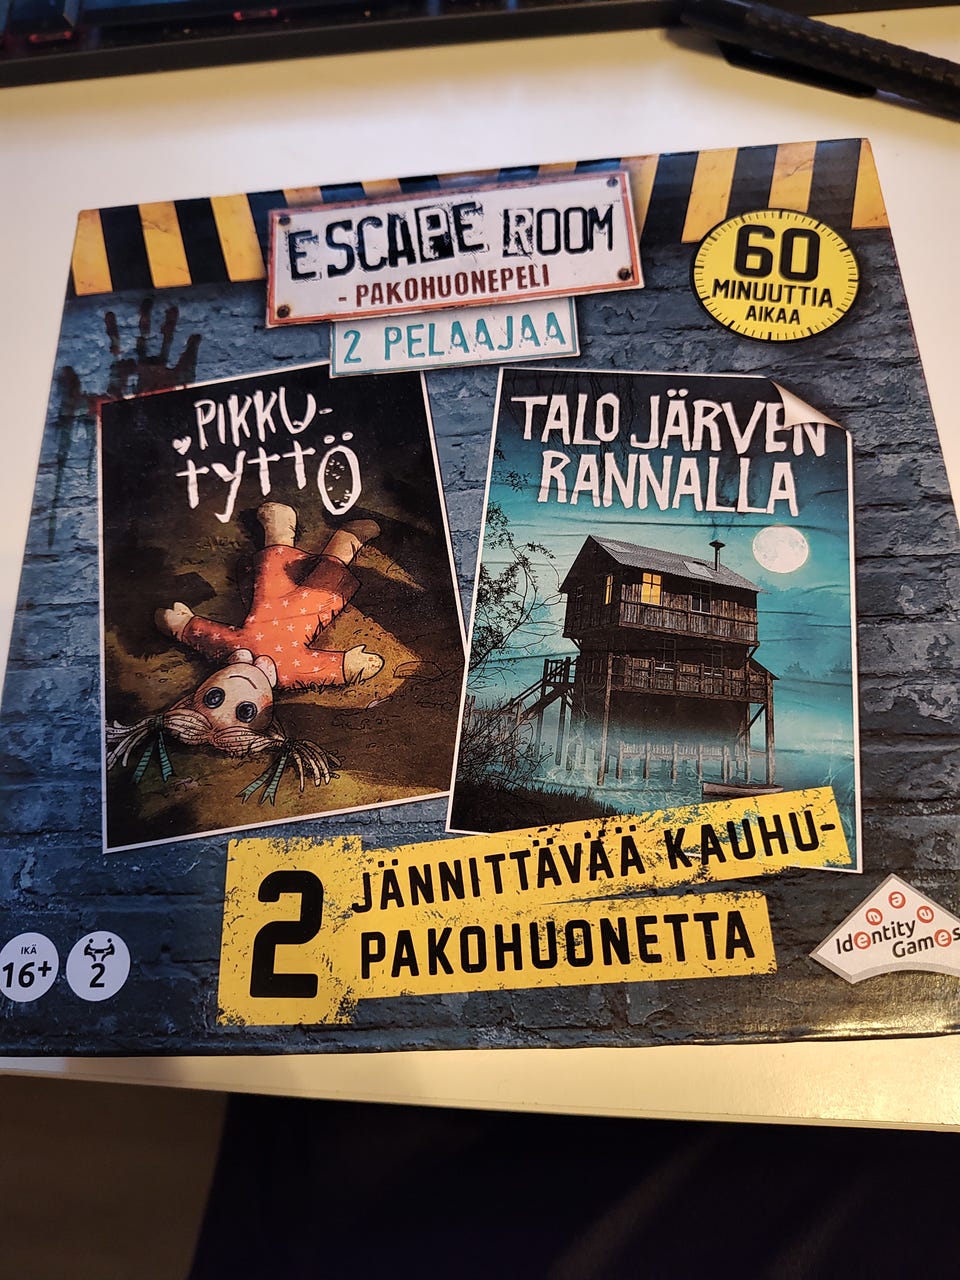 ESCAPE ROOM
- PAKOHUONEPELI
2 PELAAJAA
60
MINUUTTIA
AIKAA
PIKKU-
TYTTÖ
TALO JÄRVEN
RANNALLA
2 JÄNNITTÄVÄÄ KAUHU-
PAKOHUONETTA
IKÄ
16+
2
Identity
Games